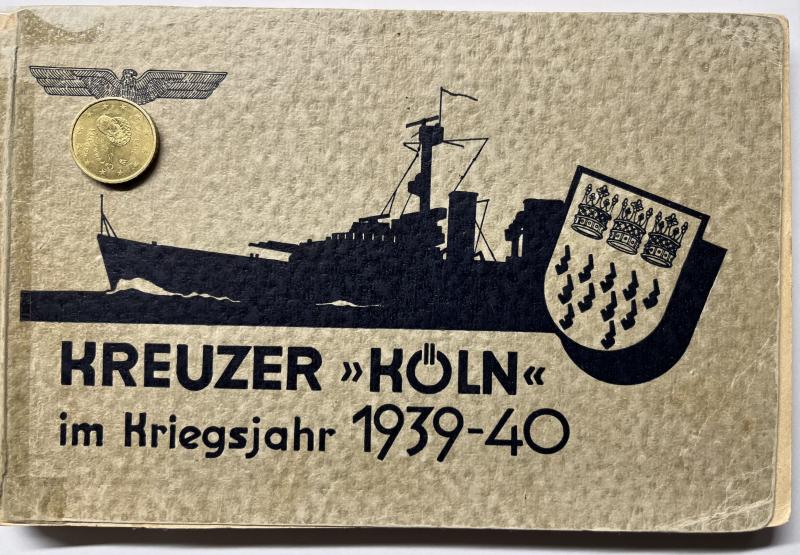 KREUZER »KÖLN«
im Kriegsjahr 1939-40